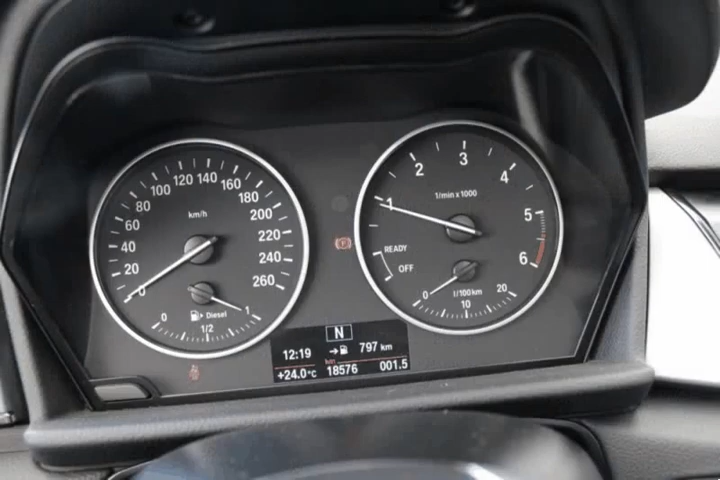 0
20
40
60
80
100
120
140
160
180
200
220
240
260
km/h
0
1/2
1
Diesel
1
2
3
4
5
6
1/min x 1000
READY
OFF
0
10
20
l/100km
(P)
N
12:19
797 km
km
+24.0°C
18576
001.5